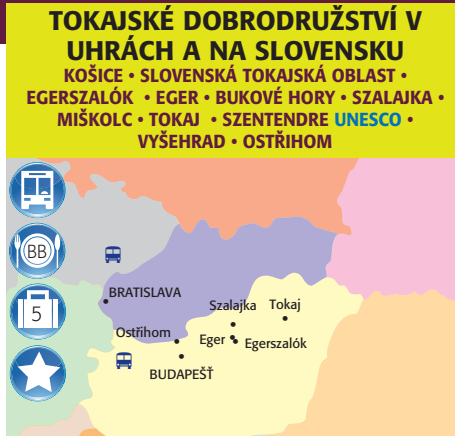 TOKAJSKÉ DOBRODRUŽSTVÍ V
UHRÁCH A NA SLOVENSKU
KOŠICE • SLOVENSKÁ TOKAJSKÁ OBLAST •
EGERSZALÓK • EGER • BUKOVÉ HORY • SZALAJKA •
MIŠKOLC • TOKAJ • SZENTENDRE UNESCO •
VYŠEHRAD • OSTŘIHOM
BB
5
BRATISLAVA
Szalajka
Tokaj
Ostřihom
Eger
Egerszalók
BUDAPEŠŤ